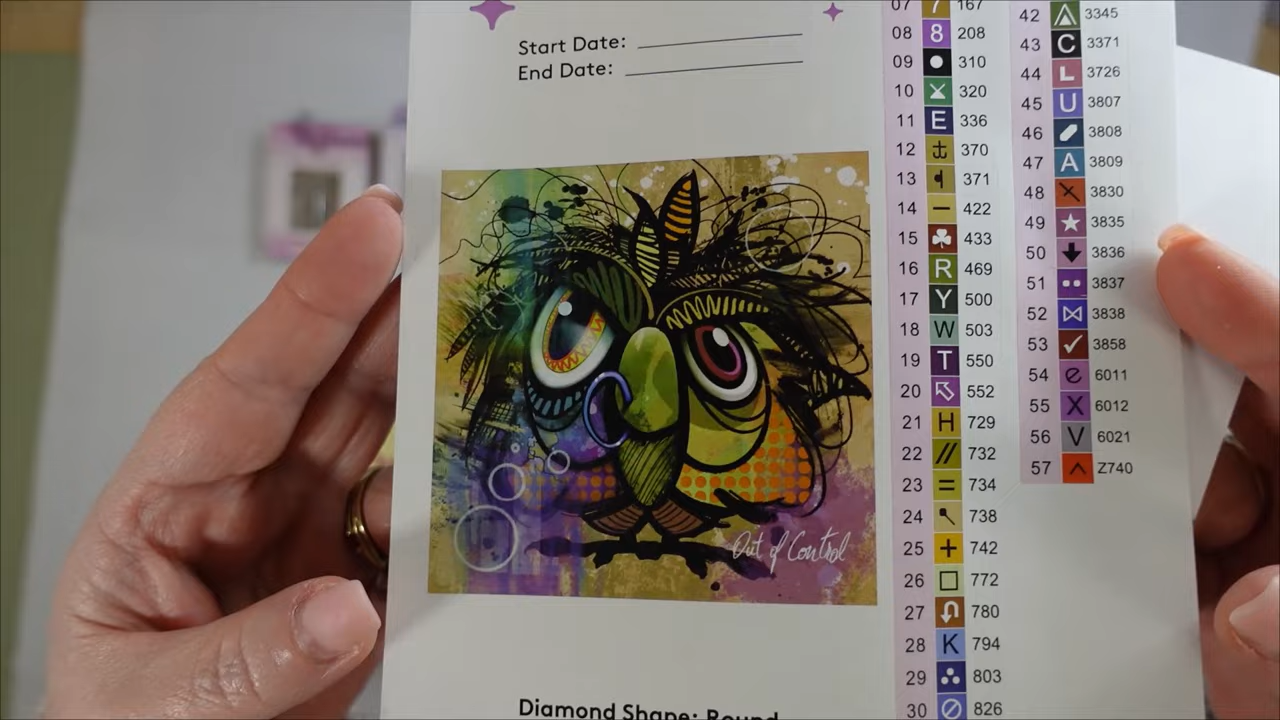 Start Date:
End Date:
Out of Control
Diamond Shape: Round
07 7 167
08 8 208
09 310
10 320
11 E 336
12 370
13 371
14 422
15 433
16 R 469
17 Y 500
18 W 503
19 T 550
20 552
21 H 729
22 // 732
23 = 734
24 738
25 + 742
26 772
27 780
28 K 794
29 803
30 826
42 3345
43 C 3371
44 L 3726
45 U 3807
46 3808
47 A 3809
48 3830
49 ★ 3835
50 3836
51 3837
52 3838
53 ✓ 3858
54 e 6011
55 X 6012
56 V 6021
57 ^ Z740